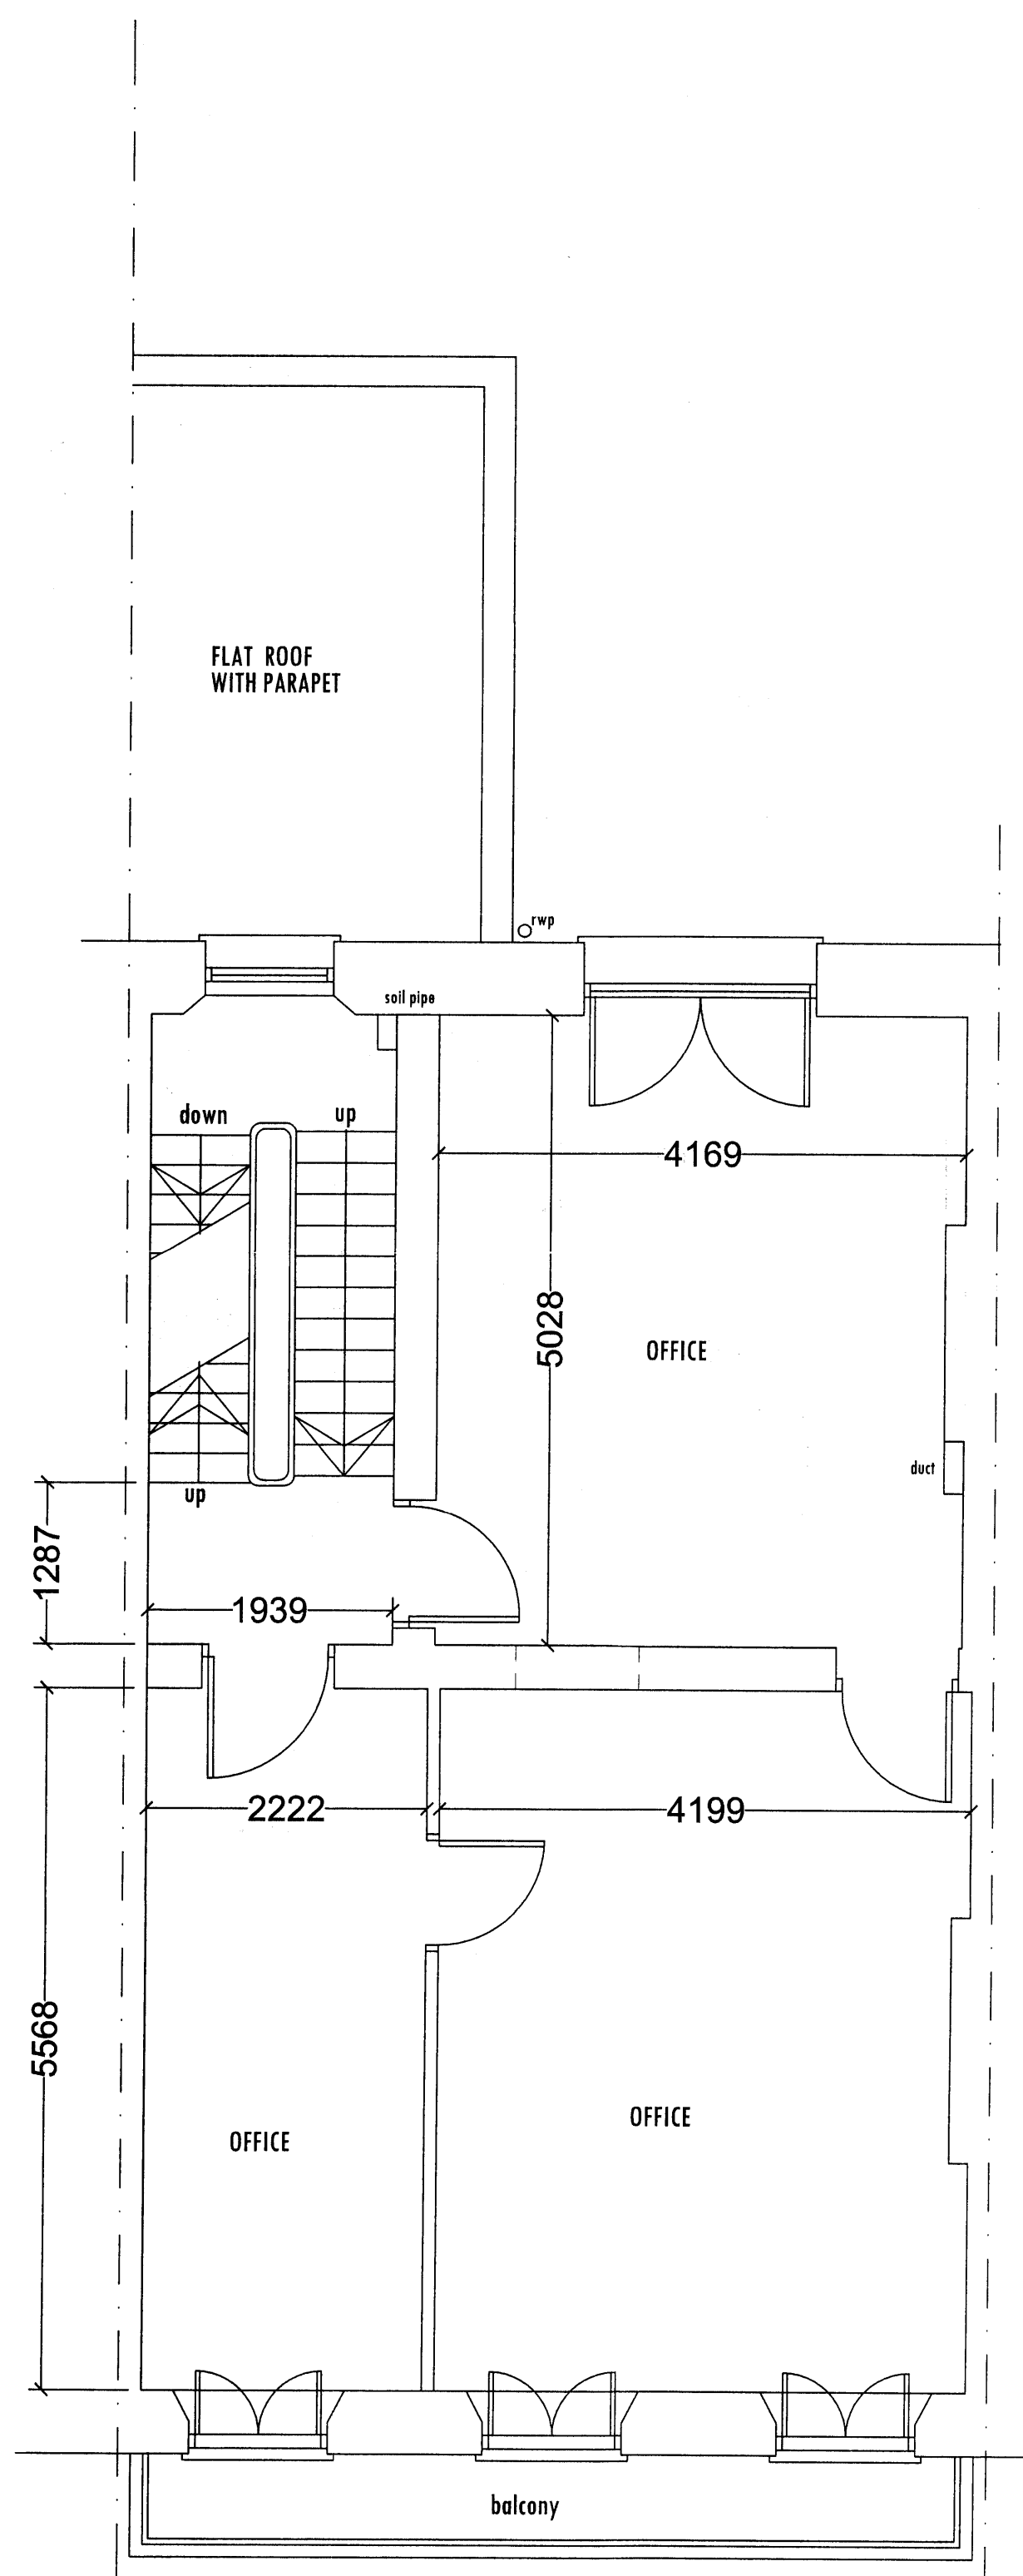 FLAT ROOF
WITH PARAPET
rwp
soil pipe
down
up
4169
5028
OFFICE
duct
up
1287
1939
2222
4199
5568
OFFICE
OFFICE
balcony